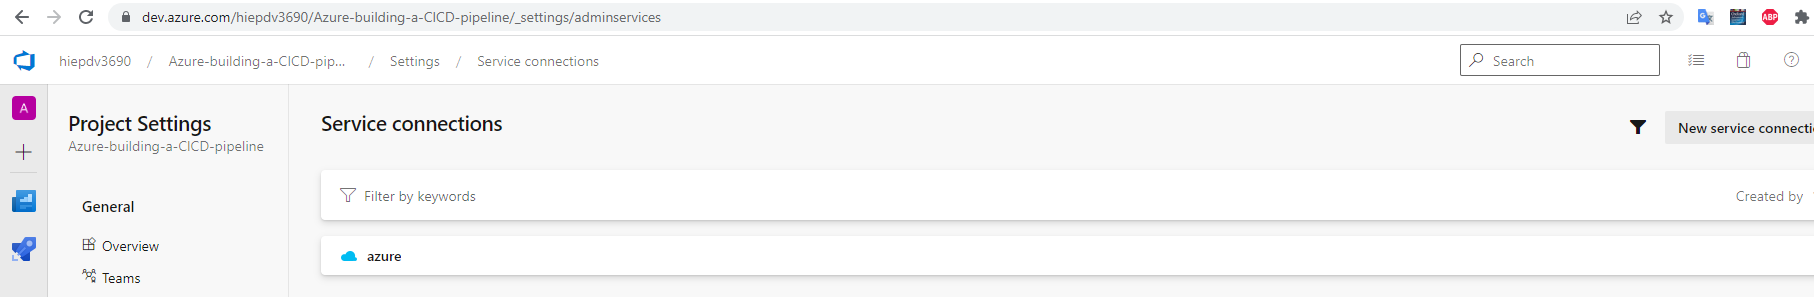 dev.azure.com/hiepdv3690/Azure-building-a-CICD-pipeline/_settings/adminservices
ABP
hiepdv3690 / Azure-building-a-CICD-pip... / Settings / Service connections
Search
A
Project Settings
Azure-building-a-CICD-pipeline
General
Overview
Teams
Service connections
New service connecti
Filter by keywords
Created by
azure